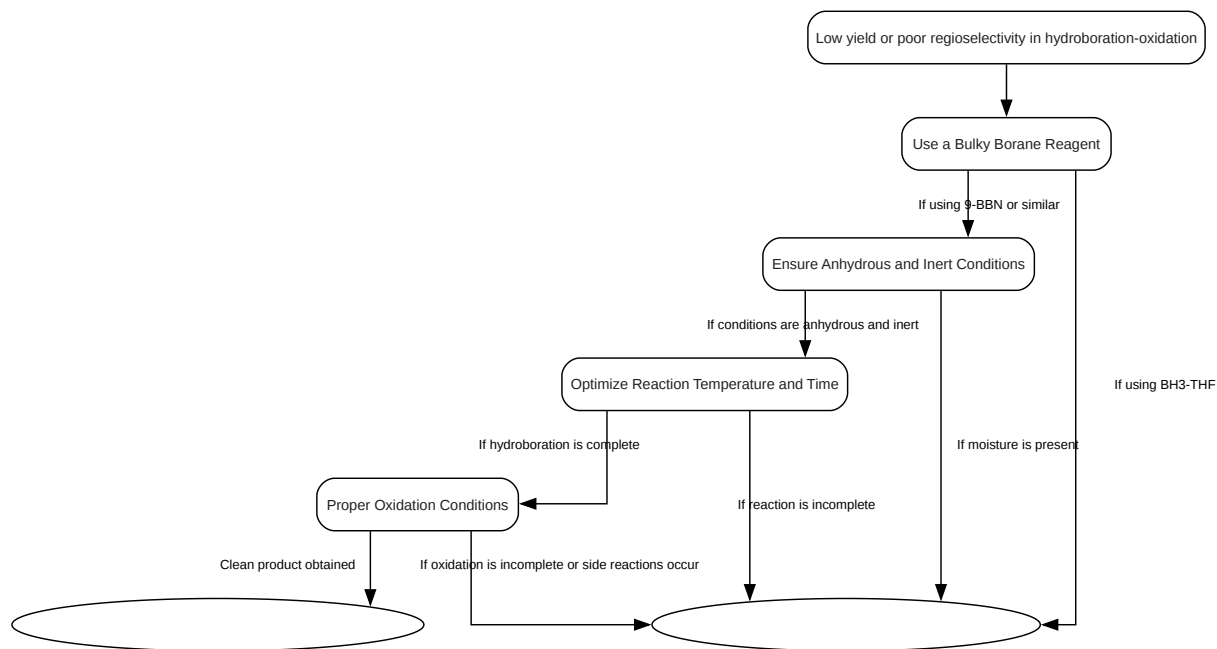 Low yield or poor regioselectivity in hydroboration-oxidation
Use a Bulky Borane Reagent
If using 9-BBN or similar
Ensure Anhydrous and Inert Conditions
If conditions are anhydrous and inert
Optimize Reaction Temperature and Time
If using BH3-THF
If hydroboration is complete
If moisture is present
Proper Oxidation Conditions
If reaction is incomplete
Clean product obtained
If oxidation is incomplete or side reactions occur